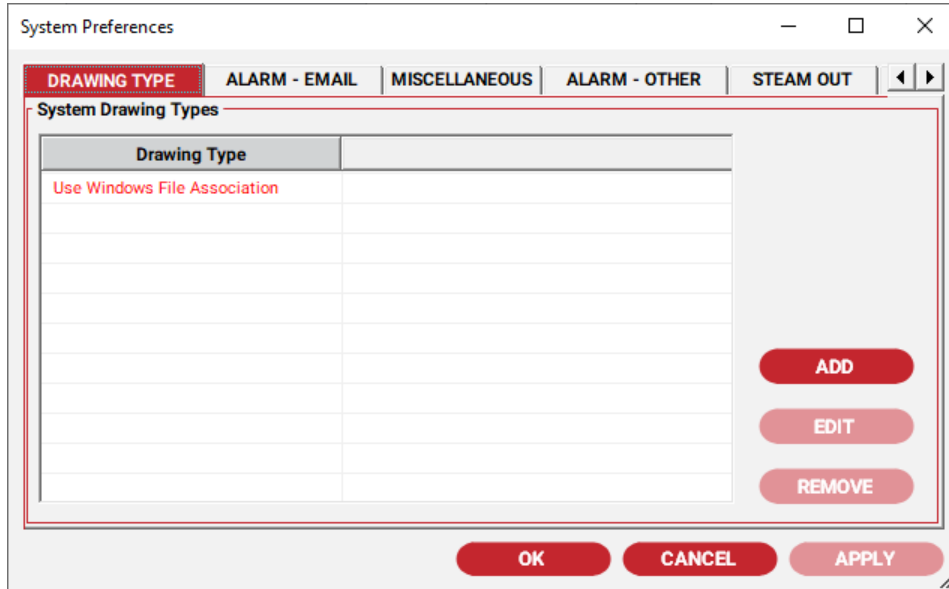 System Preferences
DRAWING TYPE ALARM - EMAIL MISCELLANEOUS ALARM - OTHER STEAM OUT
System Drawing Types
Drawing Type
Use Windows File Association
ADD
EDIT
REMOVE
OK CANCEL APPLY